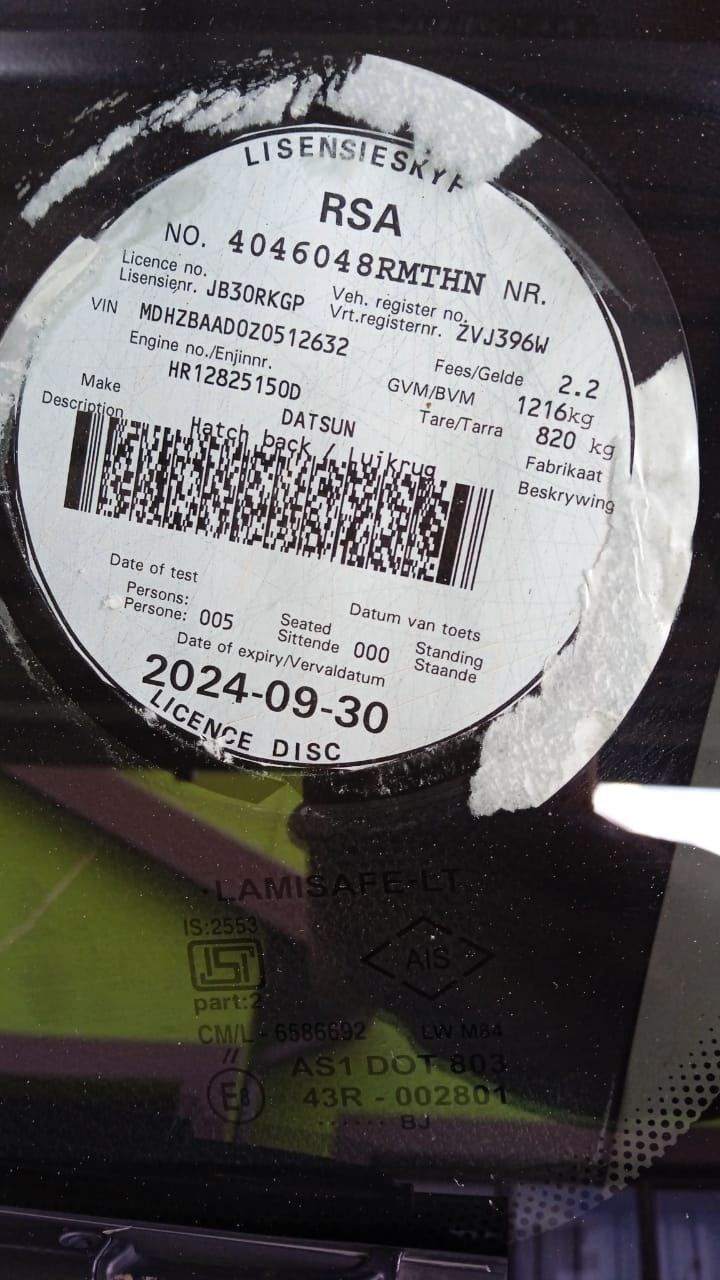 LISENSIESKYF
RSA
NO. 4046048RMTHN NR.
Licence no.
Lisensienr. JB30RKGP
Veh. register no.
Vrt.registernr. ZVJ396W
VIN MDHZBAAD0Z0512632
Engine no./Enjinnr.
HR12825150D
Fees/Gelde 2.2
GVM/BVM 1216kg
Tare/Tarra 820 kg
Make DATSUN Fabrikaat
Description Hatch back / Luikrug Beskrywing
Date of test Datum van toets
Persons:
Persone: 005
Seated
Sittende 000
Standing
Staande
Date of expiry/Vervaldatum
2024-09-30
LICENCE DISC
LAMISAFE-LT
IS:2553
ISI
AIS
part:2
CM/L - 6586692 LW M84
AS1 DOT 803
E8
43R - 002801
...... BJ